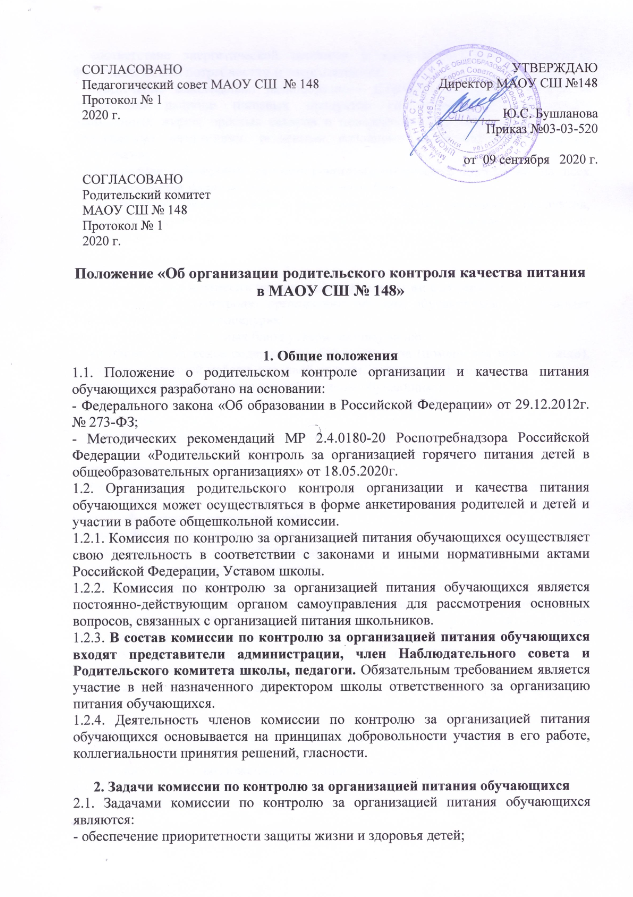 СОГЛАСОВАНО
Педагогический совет МАОУ СШ № 148
Протокол № 1
2020 г.
УТВЕРЖДАЮ
Директор МАОУ СШ №148
________ Ю.С. Бушланова
Приказ №03-03-520
от 09 сентября 2020 г.
СОГЛАСОВАНО
Родительский комитет
МАОУ СШ № 148
Протокол № 1
2020 г.
Положение «Об организации родительского контроля качества питания
в МАОУ СШ № 148»
1. Общие положения
1.1. Положение о родительском контроле организации и качества питания
обучающихся разработано на основании:
- Федерального закона «Об образовании в Российской Федерации» от 29.12.2012г.
№ 273-ФЗ;
- Методических рекомендаций МР 2.4.0180-20 Роспотребнадзора Российской
Федерации «Родительский контроль за организацией горячего питания детей в
общеобразовательных организациях» от 18.05.2020г.
1.2. Организация родительского контроля организации и качества питания
обучающихся может осуществляться в форме анкетирования родителей и детей и
участии в работе общешкольной комиссии.
1.2.1. Комиссия по контролю за организацией питания обучающихся осуществляет
свою деятельность в соответствии с законами и иными нормативными актами
Российской Федерации, Уставом школы.
1.2.2. Комиссия по контролю за организацией питания обучающихся является
постоянно-действующим органом самоуправления для рассмотрения основных
вопросов, связанных с организацией питания школьников.
1.2.3. В состав комиссии по контролю за организацией питания обучающихся
входят представители администрации, член Наблюдательного совета и
Родительского комитета школы, педагоги. Обязательным требованием является
участие в ней назначенного директором школы ответственного за организацию
питания обучающихся.
1.2.4. Деятельность членов комиссии по контролю за организацией питания
обучающихся основывается на принципах добровольности участия в его работе,
коллегиальности принятия решений, гласности.
2. Задачи комиссии по контролю за организацией питания обучающихся
2.1. Задачами комиссии по контролю за организацией питания обучающихся
являются:
- обеспечение приоритетности защиты жизни и здоровья детей;